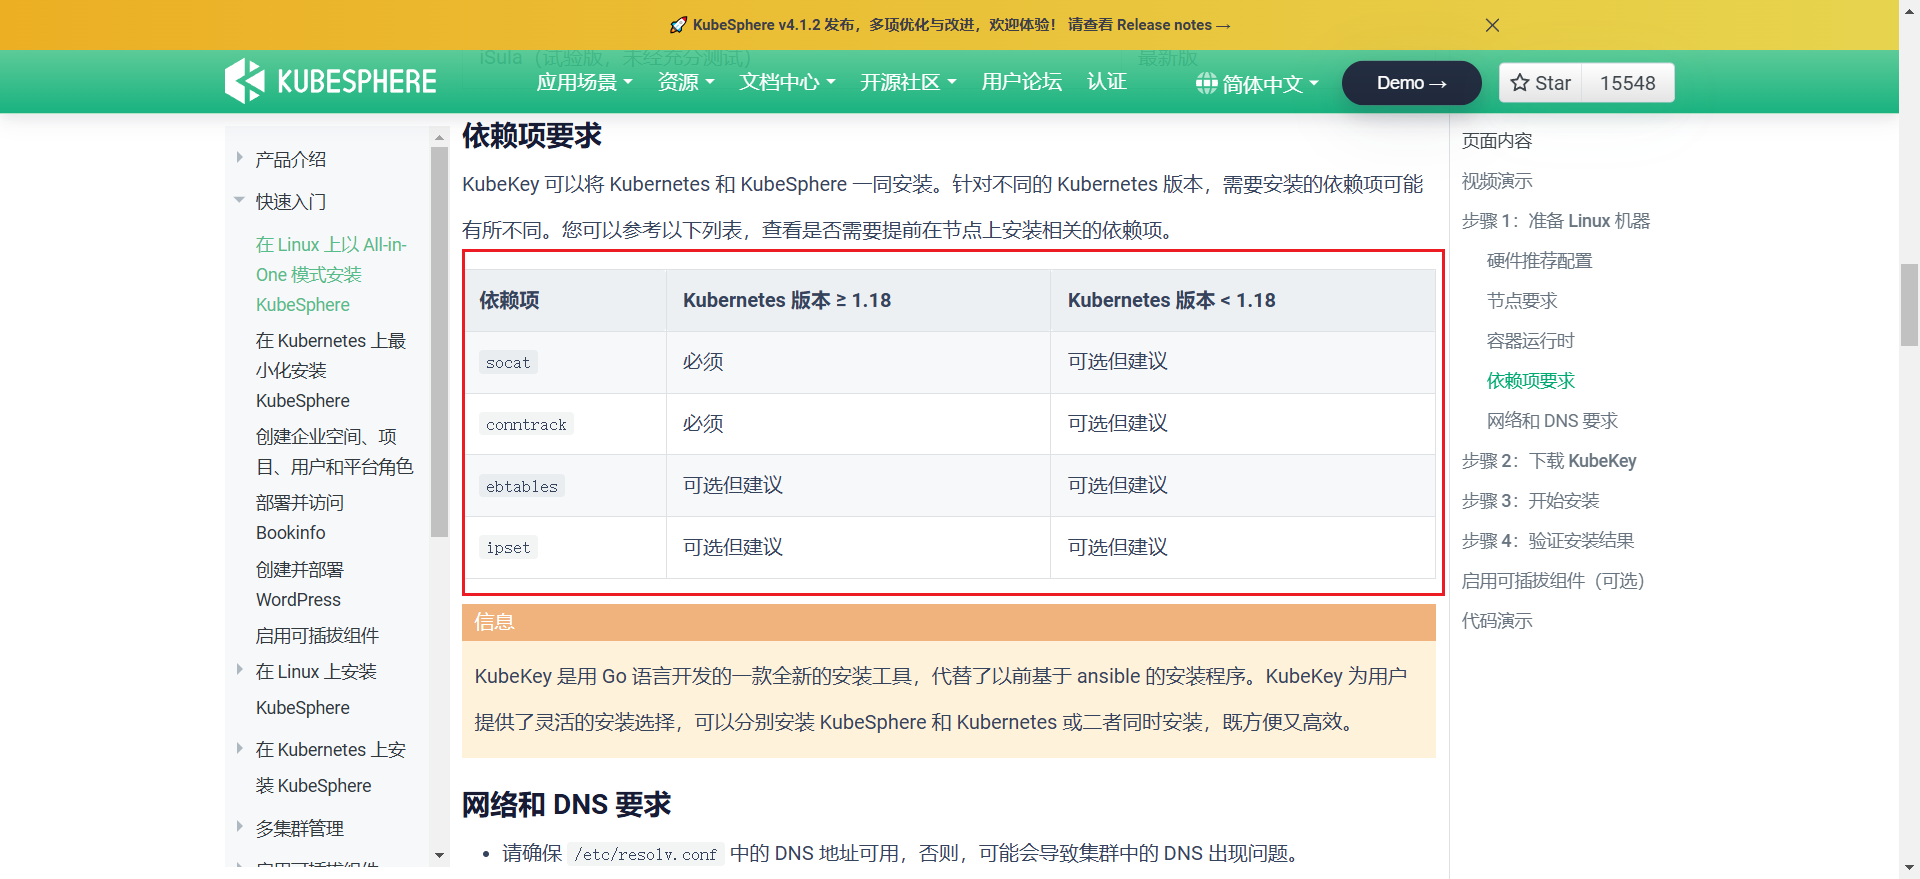 🚀 KubeSphere v4.1.2 发布，多项优化与改进，欢迎体验！ 请查看 Release notes →
iSula（试验版，未经充分测试）
最新版
KUBESPHERE
应用场景
资源
文档中心
开源社区
用户论坛
认证
简体中文
Demo →
Star
15548
产品介绍
快速入门
在 Linux 上以 All-in-
One 模式安装
KubeSphere
在 Kubernetes 上最
小化安装
KubeSphere
创建企业空间、项
目、用户和平台角色
部署并访问
Bookinfo
创建并部署
WordPress
启用可插拔组件
在 Linux 上安装
KubeSphere
在 Kubernetes 上安
装 KubeSphere
多集群管理
启用可插拔组件
依赖项要求
KubeKey 可以将 Kubernetes 和 KubeSphere 一同安装。针对不同的 Kubernetes 版本，需要安装的依赖项可能
有所不同。您可以参考以下列表，查看是否需要提前在节点上安装相关的依赖项。
依赖项 Kubernetes 版本 ≥ 1.18 Kubernetes 版本 < 1.18
socat 必须 可选但建议
conntrack 必须 可选但建议
ebtables 可选但建议 可选但建议
ipset 可选但建议 可选但建议
信息
KubeKey 是用 Go 语言开发的一款全新的安装工具，代替了以前基于 ansible 的安装程序。KubeKey 为用户
提供了灵活的安装选择，可以分别安装 KubeSphere 和 Kubernetes 或二者同时安装，既方便又高效。
网络和 DNS 要求
• 请确保 /etc/resolv.conf 中的 DNS 地址可用，否则，可能会导致集群中的 DNS 出现问题。
页面内容
视频演示
步骤 1：准备 Linux 机器
硬件推荐配置
节点要求
容器运行时
依赖项要求
网络和 DNS 要求
步骤 2：下载 KubeKey
步骤 3：开始安装
步骤 4：验证安装结果
启用可插拔组件（可选）
代码演示